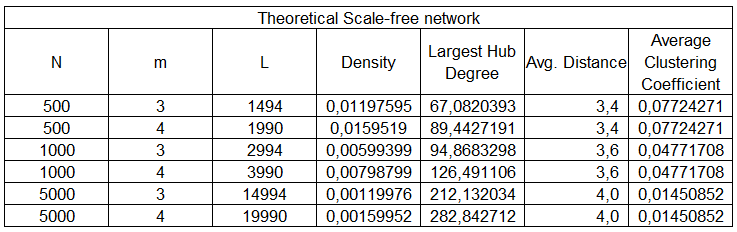 Theoretical Scale-free network
N m L Density Largest Hub Degree Avg. Distance Average Clustering Coefficient
500 3 1494 0,01197595 67,0820393 3,4 0,07724271
500 4 1990 0,0159519 89,4427191 3,4 0,07724271
1000 3 2994 0,00599399 94,8683298 3,6 0,04771708
1000 4 3990 0,00798799 126,491106 3,6 0,04771708
5000 3 14994 0,00119976 212,132034 4,0 0,01450852
5000 4 19990 0,00159952 282,842712 4,0 0,01450852